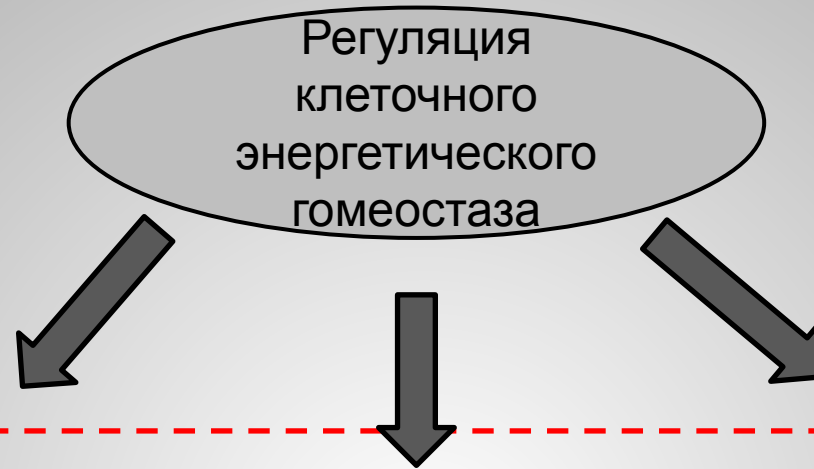 Регуляция
клеточного
энергетического
гомеостаза